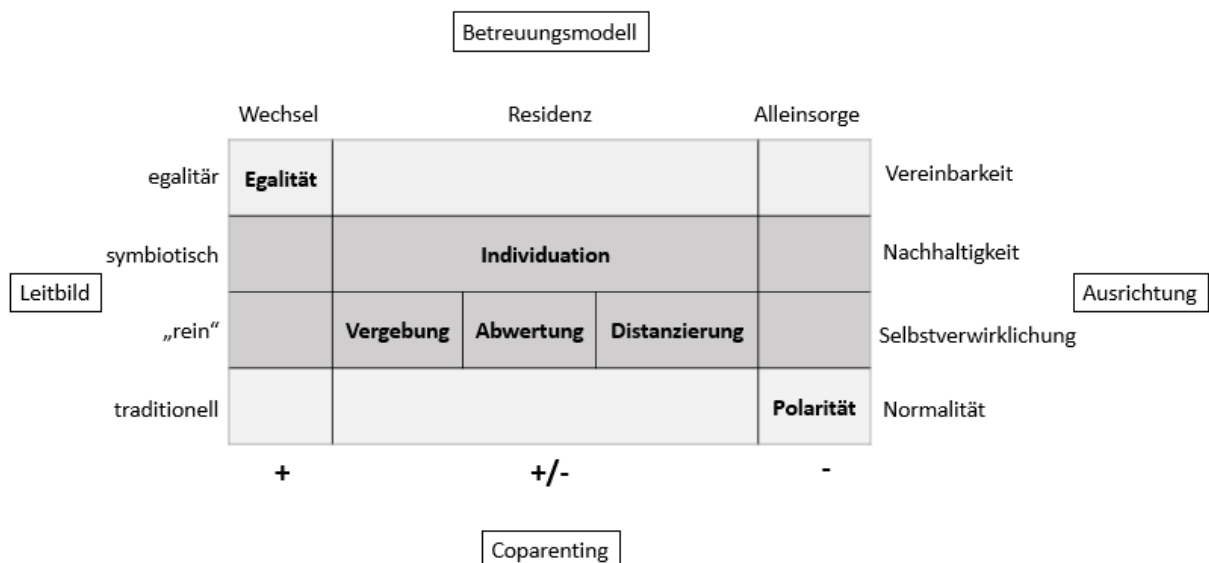 Betreuungsmodell
Wechsel Residenz Alleinsorge
egalitär Egalität Vereinbarkeit
symbiotisch Individuation Nachhaltigkeit
Leitbild Ausrichtung
„rein“ Vergebung Abwertung Distanzierung Selbstverwirklichung
traditionell Polarität Normalität
+ +/- -
Coparenting